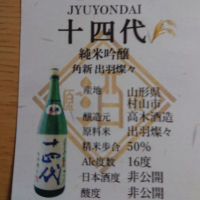 JYUYONDAI
十四代
純米吟醸
角新 出羽燦々
産地 山形県
村山市
醸造元 高木酒造
原料米 出羽燦々
精米歩合 50%
Alc度数 16度
日本酒度 非公開
酸度 非公開
十四代